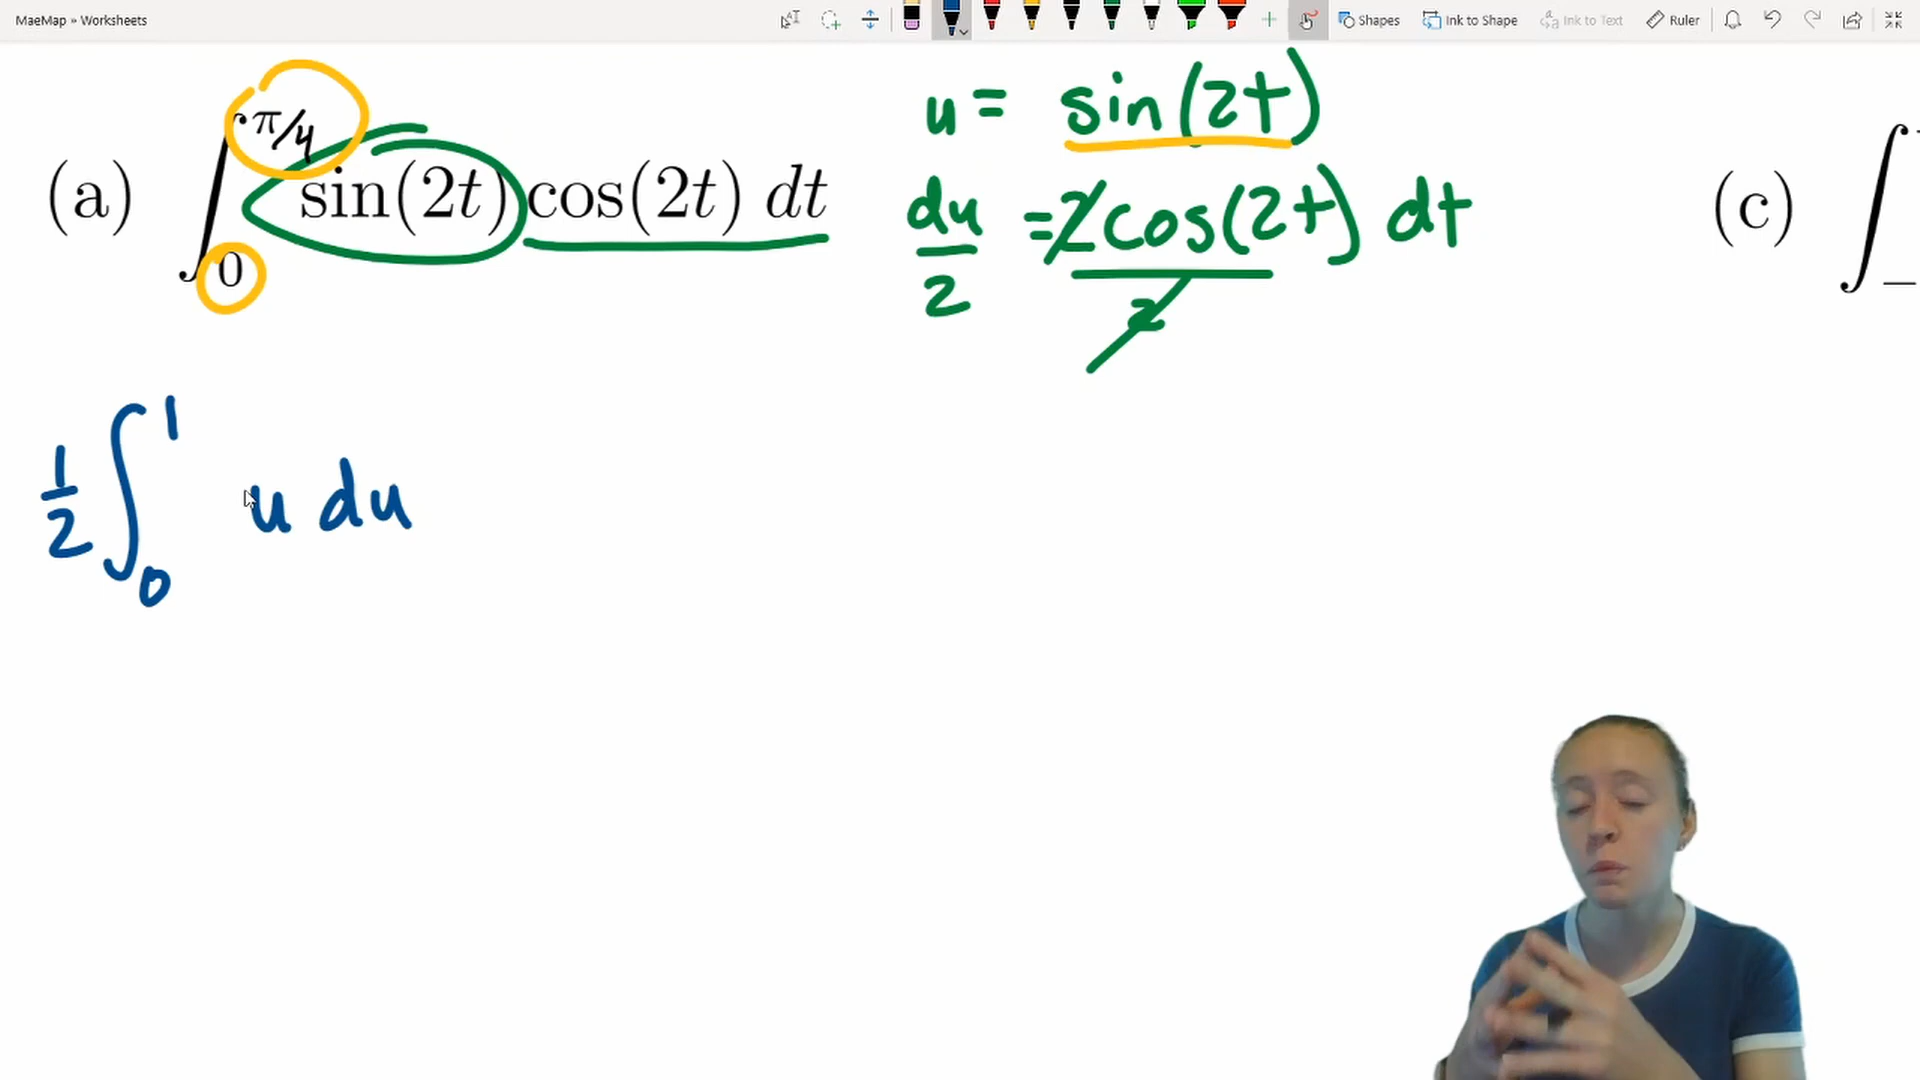 MaeMap » Worksheets
Shapes Ink to Shape Ink to Text Ruler
(a) ∫₀^{π/4} sin(2t) cos(2t) dt
u = sin(2t)
du/2 = 2cos(2t)/2 dt
(c) ∫ −
1/2 ∫₀¹ u du